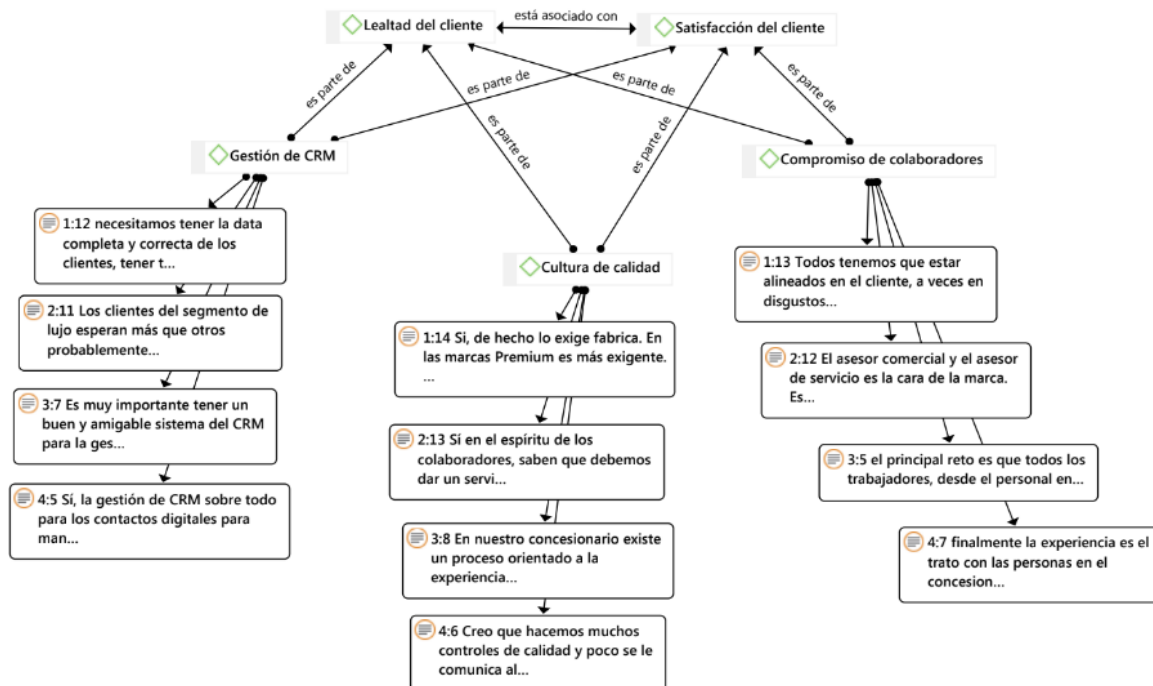 Lealtad del cliente
está asociado con
Satisfacción del cliente
es parte de
es parte de
es parte de
es parte de
es parte de
es parte de
Gestión de CRM
Compromiso de colaboradores
Cultura de calidad
1:12 necesitamos tener la data
completa y correcta de los
clientes, tener t...
2:11 Los clientes del segmento de
lujo esperan más que otros
probablemente...
3:7 Es muy importante tener un
buen y amigable sistema del CRM
para la ges...
4:5 Sí, la gestión de CRM sobre todo
para los contactos digitales para
man...
1:14 Si, de hecho lo exige fabrica. En
las marcas Premium es más exigente.
...
2:13 Sí en el espíritu de los
colaboradores, saben que debemos
dar un servi...
3:8 En nuestro concesionario existe
un proceso orientado a la
experiencia...
4:6 Creo que hacemos muchos
controles de calidad y poco se le
comunica al...
1:13 Todos tenemos que estar
alineados en el cliente, a veces en
disgustos...
2:12 El asesor comercial y el asesor
de servicio es la cara de la marca.
Es...
3:5 el principal reto es que todos los
trabajadores, desde el personal en...
4:7 finalmente la experiencia es el
trato con las personas en el
concesion...